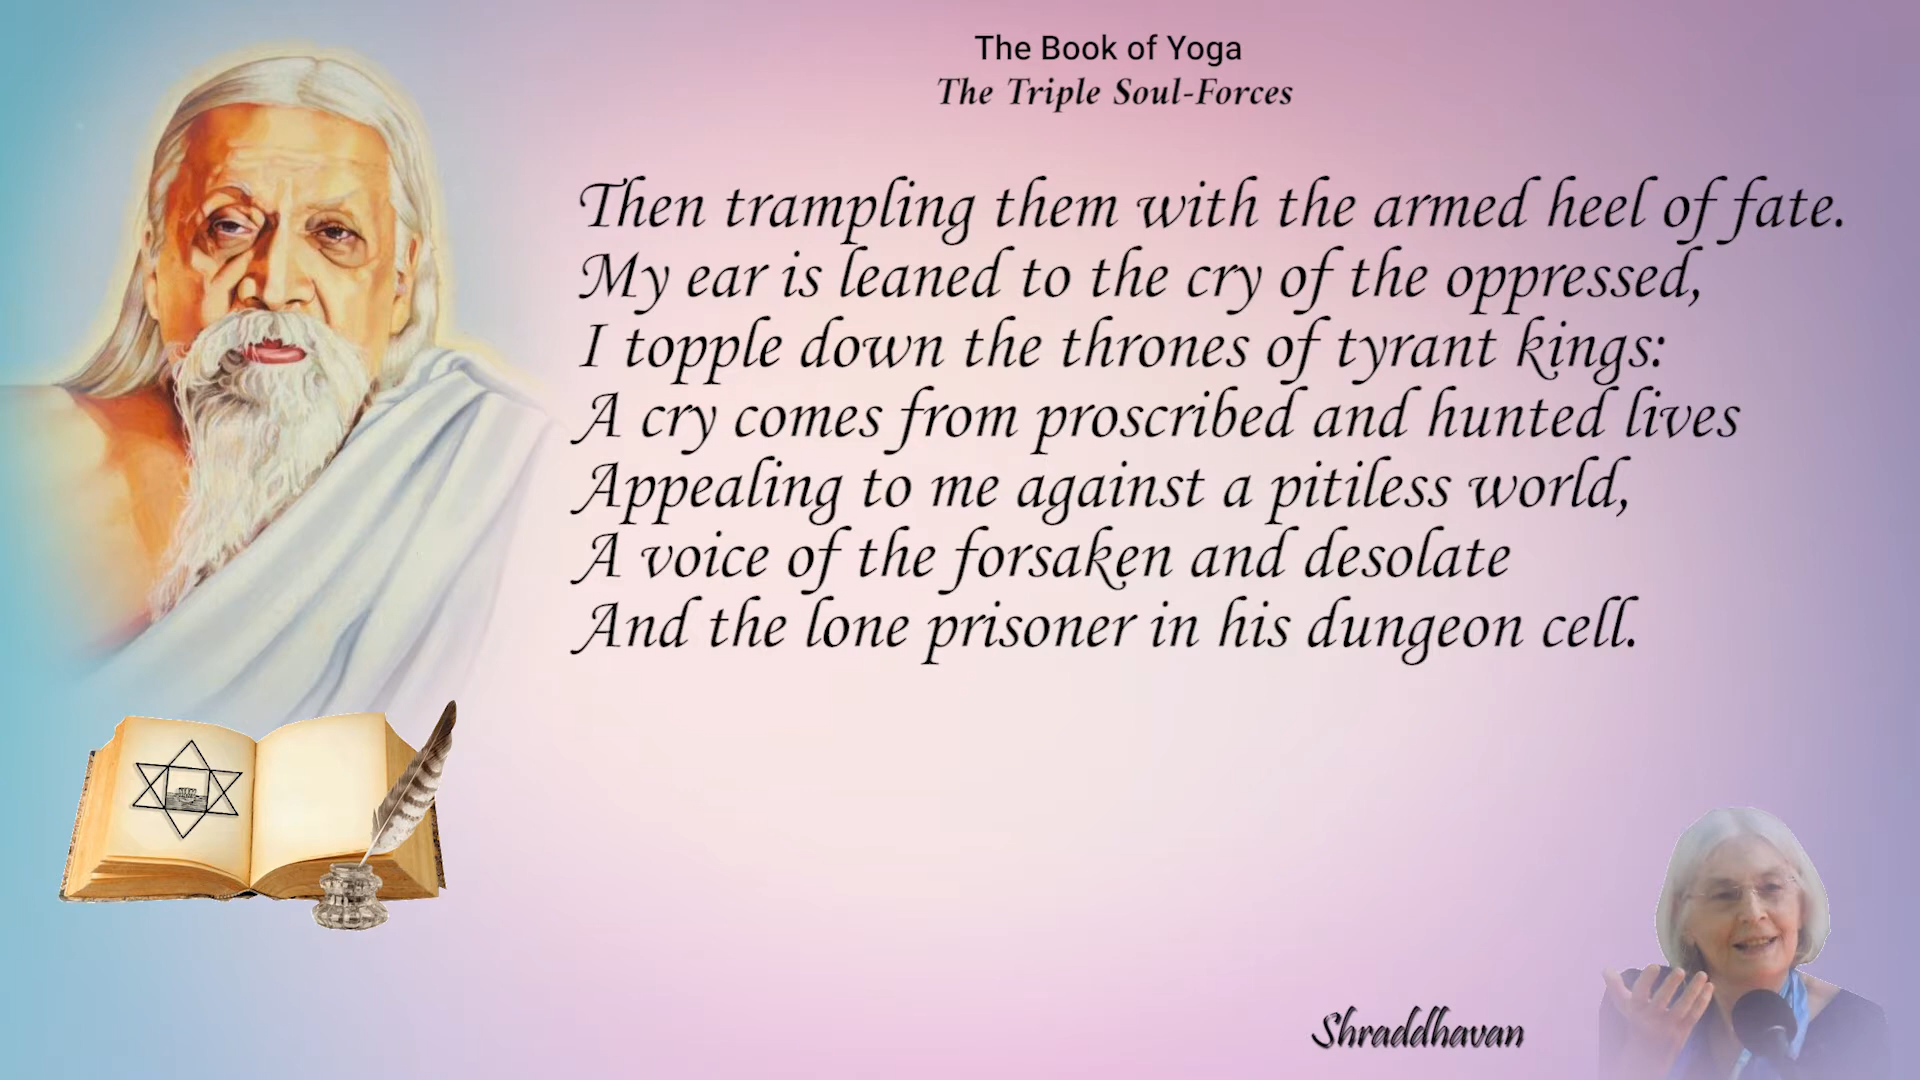 The Book of Yoga
The Triple Soul-Forces
Then trampling them with the armed heel of fate.
My ear is leaned to the cry of the oppressed,
I topple down the thrones of tyrant kings:
A cry comes from proscribed and hunted lives
Appealing to me against a pitiless world,
A voice of the forsaken and desolate
And the lone prisoner in his dungeon cell.
Shraddhavan